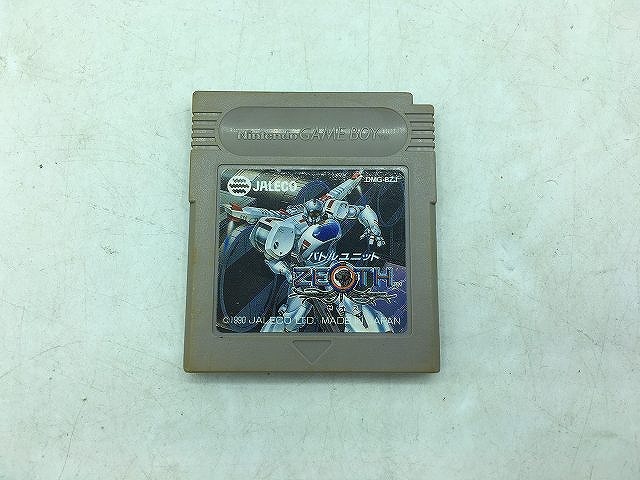 Nintendo GAME BOY
JALECO
DMG-BZJ
バトルユニット
ZEOTH
©1990 JALECO LTD. MADE IN JAPAN